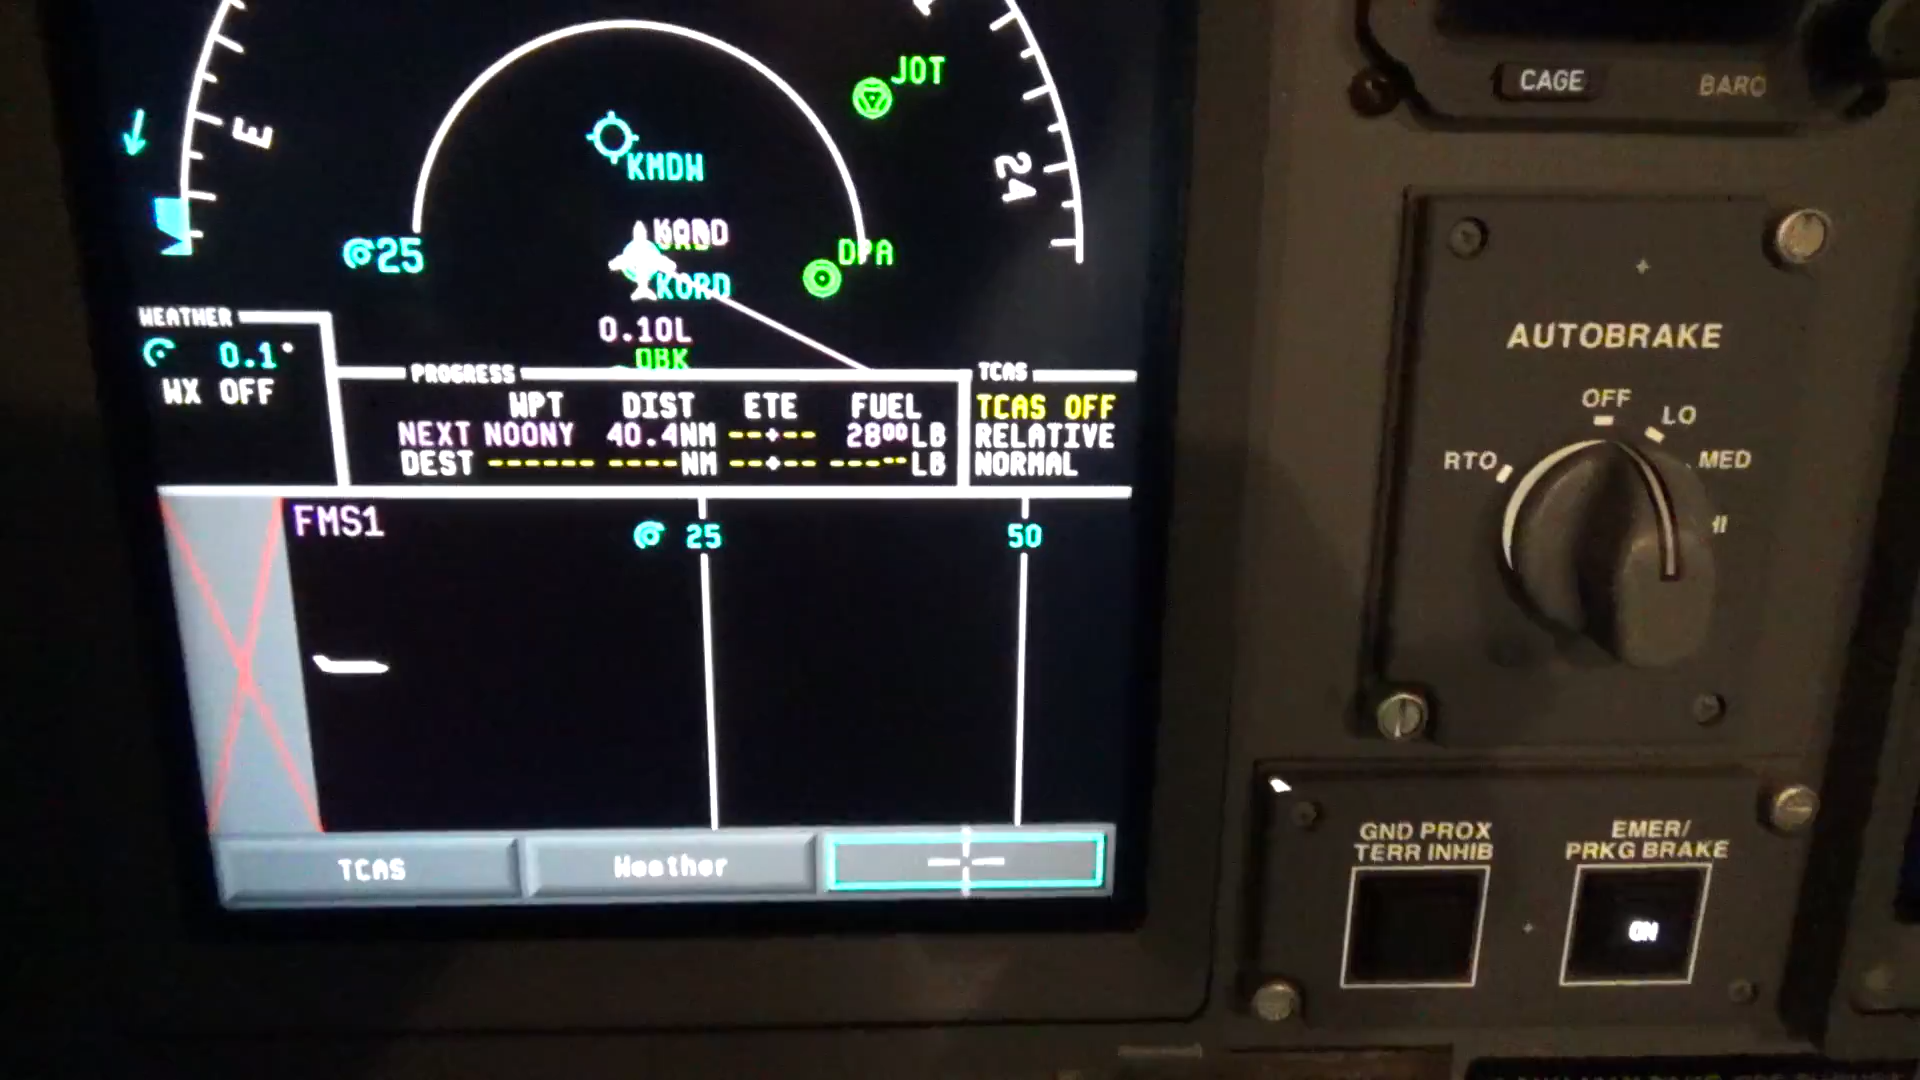 JOT
E
KMDW
24
KORD
DPA
25
KORD
0.10L
OBK
WEATHER
0.1°
WX OFF
PROGRESS
WPT DIST ETE FUEL
NEXT NOONY 40.4NM --+-- 2800LB
DEST ------ ----NM --+-- -----LB
TCAS
TCAS OFF
RELATIVE
NORMAL
FMS1
25
50
TCAS
Weather
CAGE
BARO
AUTOBRAKE
OFF
LO
RTO
MED
HI
GND PROX
TERR INHIB
EMER/
PRKG BRAKE
ON